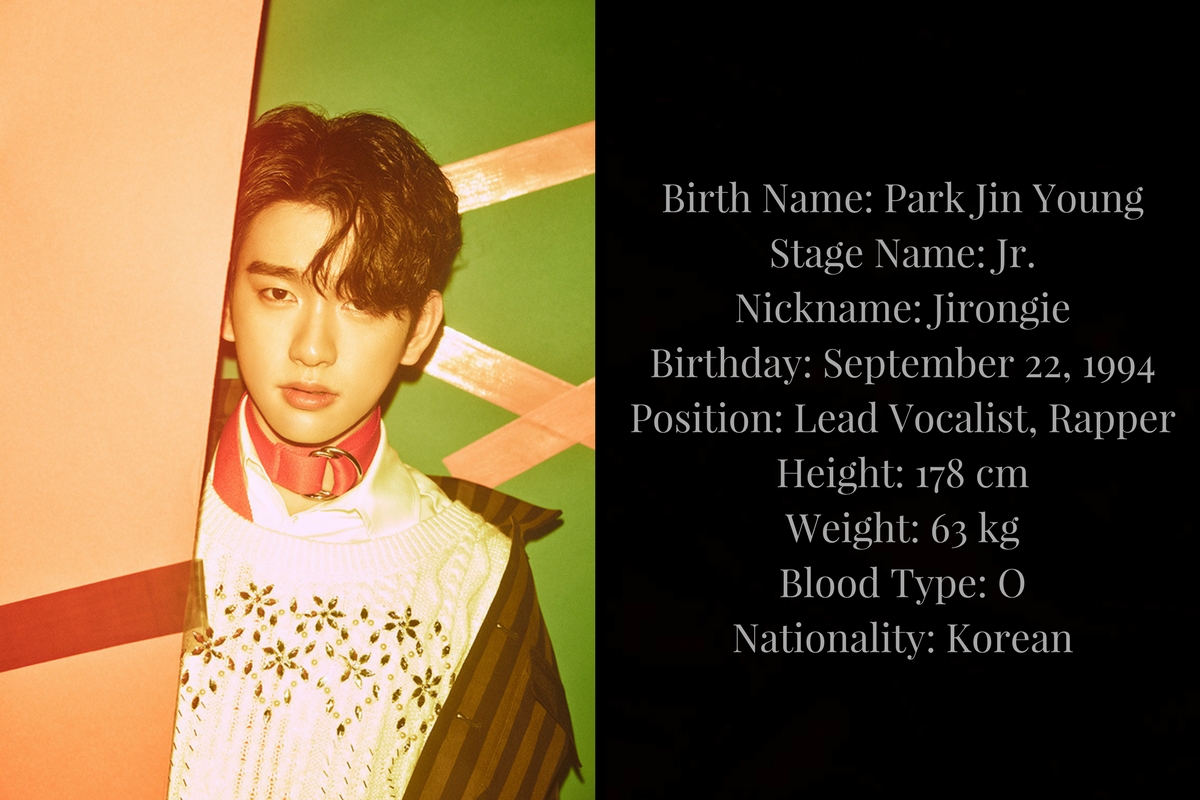 Birth Name: Park Jin Young
Stage Name: Jr.
Nickname: Jirongie
Birthday: September 22, 1994
Position: Lead Vocalist, Rapper
Height: 178 cm
Weight: 63 kg
Blood Type: O
Nationality: Korean